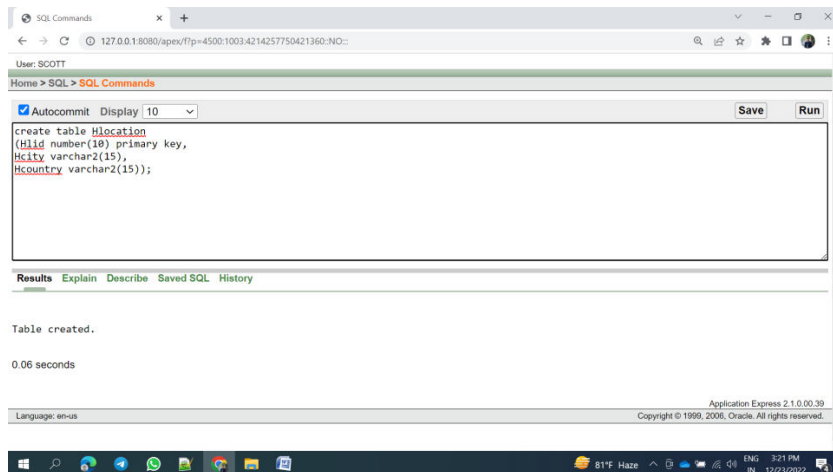 SQL Commands
127.0.0.1:8080/apex/f?p=4500:1003:4214257750421360::NO:::
User: SCOTT
Home > SQL > SQL Commands
Autocommit Display 10 Save Run
create table Hlocation
(Hlid number(10) primary key,
Hcity varchar2(15),
Hcountry varchar2(15));
Results Explain Describe Saved SQL History
Table created.
0.06 seconds
Application Express 2.1.0.00.39
Language: en-us Copyright © 1999, 2006, Oracle. All rights reserved.
81°F Haze ENG 3:21 PM
IN 12/23/2022